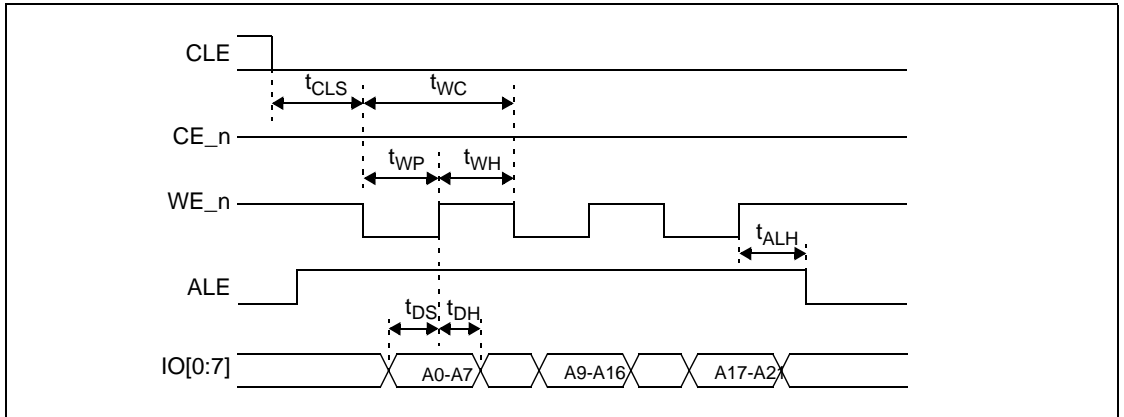 CLE
tCLS
tWC
CE_n
tWP
tWH
WE_n
tALH
ALE
tDS
tDH
IO[0:7]
A0-A7
A9-A16
A17-A21